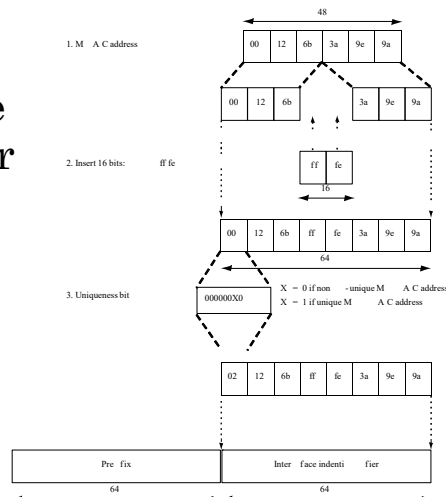 48
1. M A C address
00 12 6b 3a 9e 9a
00 12 6b 3a 9e 9a
e
r
2. Insert 16 bits: ff fe
ff fe
16
00 12 6b ff fe 3a 9e 9a
64
3. Uniqueness bit
000000X0
X = 0 if non - unique M A C address
X = 1 if unique M A C address
02 12 6b ff fe 3a 9e 9a
Pre fix Inter face indenti fier
64 64